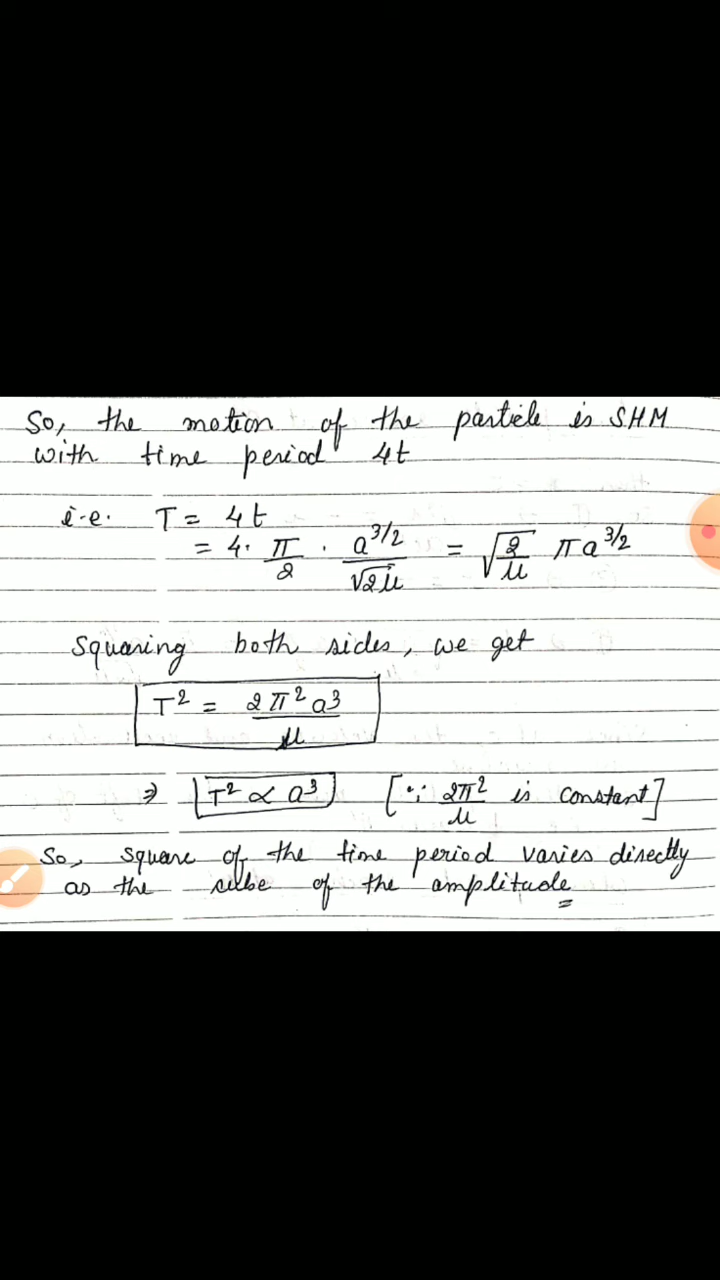 So, the motion of the particle is SHM
with time period 4t
i.e. T = 4t
= 4. π/2 . a^3/2 / √2μ = √2/μ π a^3/2
Squaring both sides, we get
T² = 2π²a³/μ
⇒ T² ∝ a³ [∵ 2π²/μ is constant]
So, square of the time period varies directly
as the cube of the amplitude